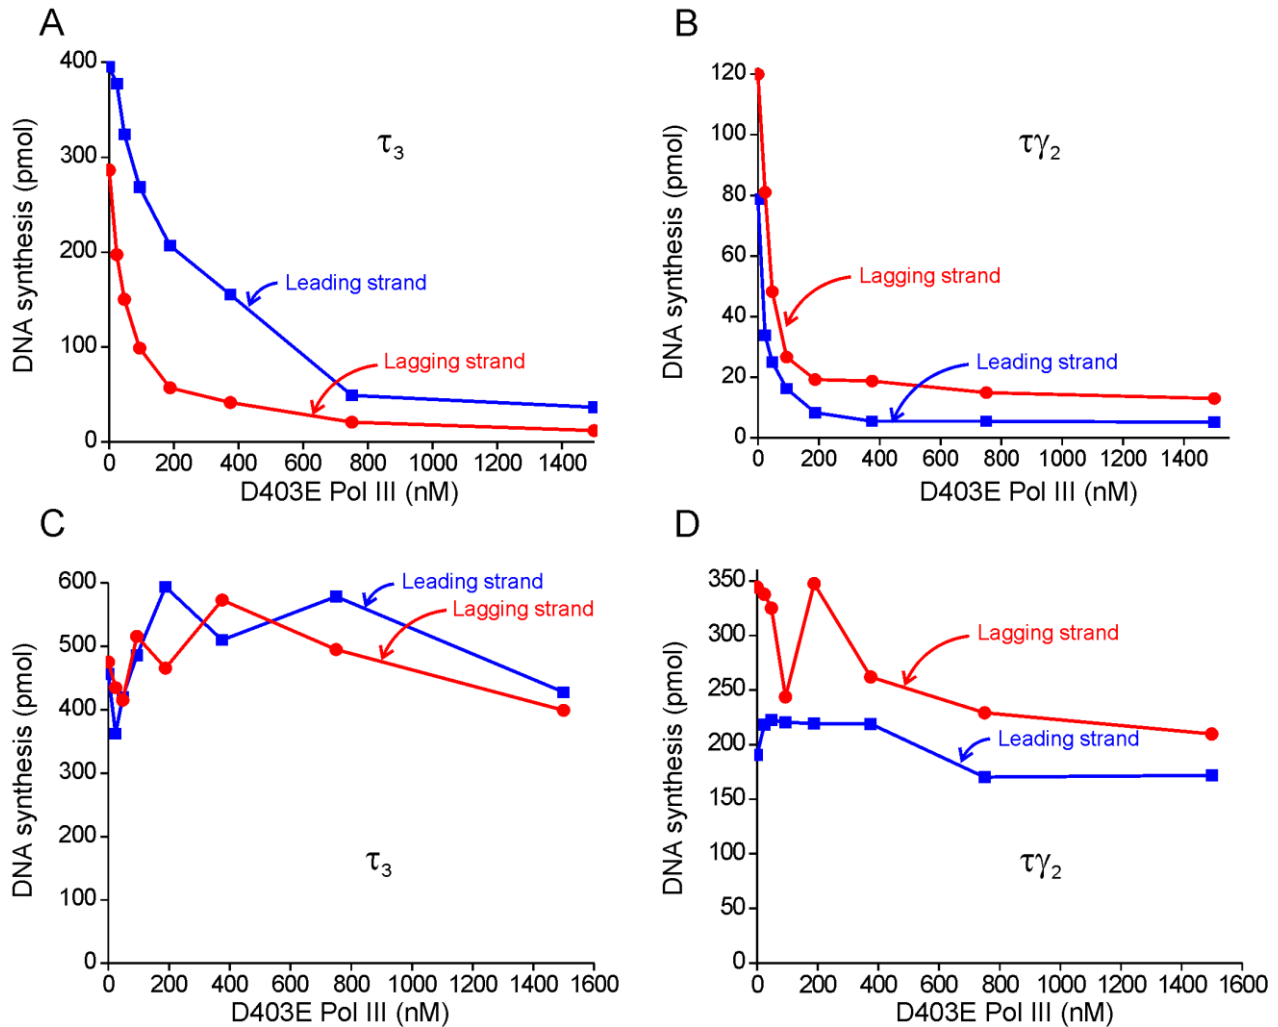 A
400
300
200
100
0
DNA synthesis (pmol)
τ3
Leading strand
Lagging strand
0 200 400 600 800 1000 1200 1400
D403E Pol III (nM)
B
120
100
80
60
40
20
0
DNA synthesis (pmol)
τγ2
Lagging strand
Leading strand
0 200 400 600 800 1000 1200 1400
D403E Pol III (nM)
C
600
500
400
300
200
100
0
DNA synthesis (pmol)
Leading strand
Lagging strand
τ3
0 200 400 600 800 1000 1200 1400 1600
D403E Pol III (nM)
D
350
300
250
200
150
100
50
0
DNA synthesis (pmol)
Lagging strand
Leading strand
τγ2
0 200 400 600 800 1000 1200 1400 1600
D403E Pol III (nM)